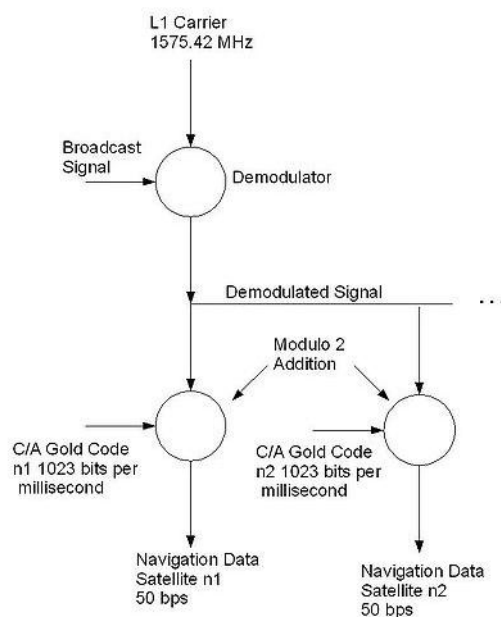 L1 Carrier
1575.42 MHz
Broadcast
Signal
Demodulator
Demodulated Signal
...
Modulo 2
Addition
C/A Gold Code
n1 1023 bits per
millisecond
C/A Gold Code
n2 1023 bits per
millisecond
Navigation Data
Satellite n1
50 bps
Navigation Data
Satellite n2
50 bps